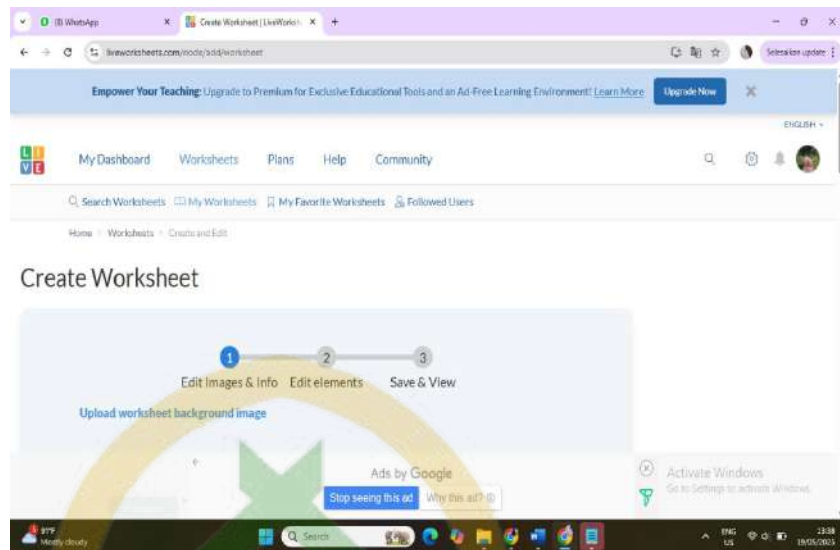 (1) WhatsApp
Create Worksheet | LiveWorksh
liveworksheets.com/node/add/worksheet
Selesaikan update
Empower Your Teaching: Upgrade to Premium for Exclusive Educational Tools and an Ad-Free Learning Environment! Learn More
Upgrade Now
ENGLISH
LIVE
My Dashboard Worksheets Plans Help Community
Search Worksheets My Worksheets My Favorite Worksheets Followed Users
Home Worksheets Create and Edit
Create Worksheet
1 2 3
Edit Images & Info Edit elements Save & View
Upload worksheet background image
Ads by Google
Stop seeing this ad Why this ad?
Activate Windows
Go to Settings to activate Windows.
91°F
Mostly cloudy
Search
ENG
US
13:38
19/05/2025